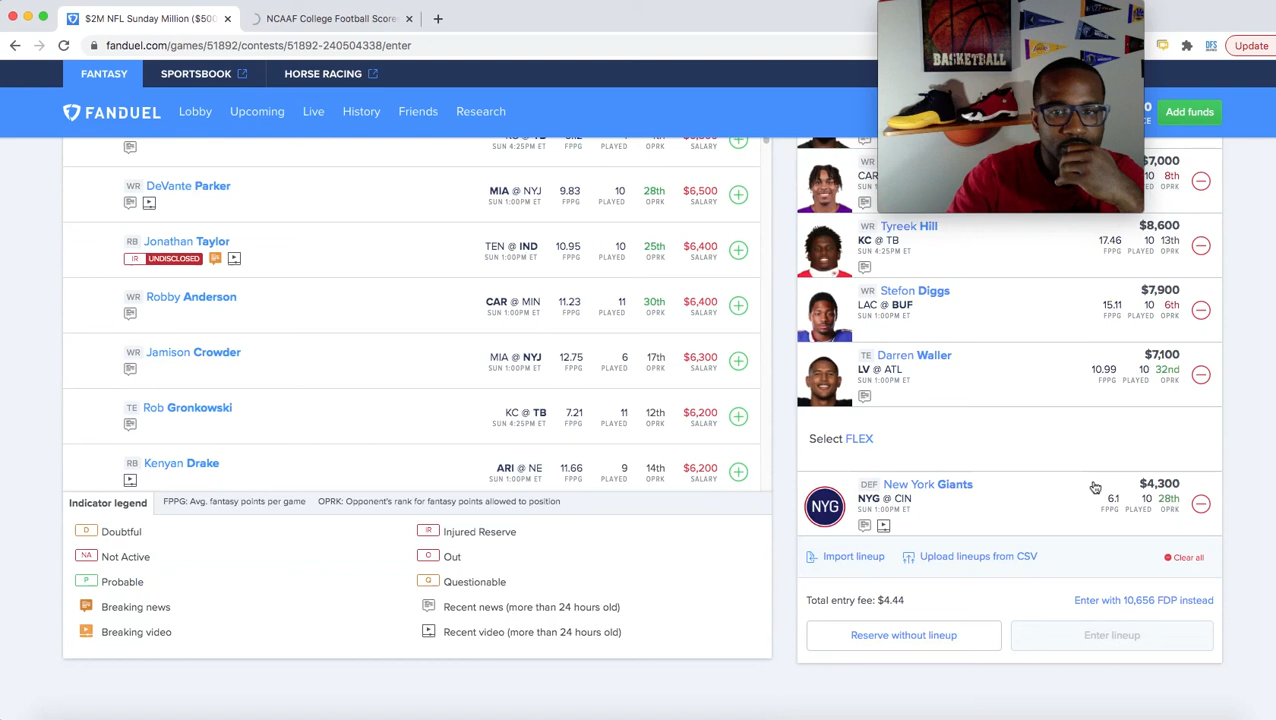 $2M NFL Sunday Million ($500
NCAAF College Football Score
fanduel.com/games/51892/contests/51892-240504338/enter
DFS
Update
FANTASY
SPORTSBOOK
HORSE RACING
FANDUEL
Lobby
Upcoming
Live
History
Friends
Research
Add funds
BASKETBALL
SUN 4:25PM ET FPPG PLAYED OPRK SALARY
WR DeVante Parker
MIA @ NYJ 9.83 10 28th $6,500
SUN 1:00PM ET FPPG PLAYED OPRK SALARY
RB Jonathan Taylor
TEN @ IND 10.95 10 25th $6,400
IR UNDISCLOSED
SUN 1:00PM ET FPPG PLAYED OPRK SALARY
WR Robby Anderson
CAR @ MIN 11.23 11 30th $6,400
SUN 1:00PM ET FPPG PLAYED OPRK SALARY
WR Jamison Crowder
MIA @ NYJ 12.75 6 17th $6,300
SUN 1:00PM ET FPPG PLAYED OPRK SALARY
TE Rob Gronkowski
KC @ TB 7.21 11 12th $6,200
SUN 4:25PM ET FPPG PLAYED OPRK SALARY
RB Kenyan Drake
ARI @ NE 11.66 9 14th $6,200
SUN 1:00PM ET FPPG PLAYED OPRK SALARY
Indicator legend
FPPG: Avg. fantasy points per game OPRK: Opponent's rank for fantasy points allowed to position
D Doubtful
IR Injured Reserve
NA Not Active
O Out
P Probable
Q Questionable
Breaking news
Recent news (more than 24 hours old)
Breaking video
Recent video (more than 24 hours old)
WR
$7,000
CAR
10 8th
SUN 1:00PM
PLAYED OPRK
WR Tyreek Hill
$8,600
KC @ TB
17.46 10 13th
SUN 4:25PM ET
FPPG PLAYED OPRK
WR Stefon Diggs
$7,900
LAC @ BUF
15.11 10 6th
SUN 1:00PM ET
FPPG PLAYED OPRK
TE Darren Waller
$7,100
LV @ ATL
10.99 10 32nd
SUN 1:00PM ET
FPPG PLAYED OPRK
Select FLEX
NYG
DEF New York Giants
$4,300
NYG @ CIN
6.1 10 28th
SUN 1:00PM ET
FPPG PLAYED OPRK
Import lineup
Upload lineups from CSV
Clear all
Total entry fee: $4.44
Enter with 10,656 FDP instead
Reserve without lineup
Enter lineup